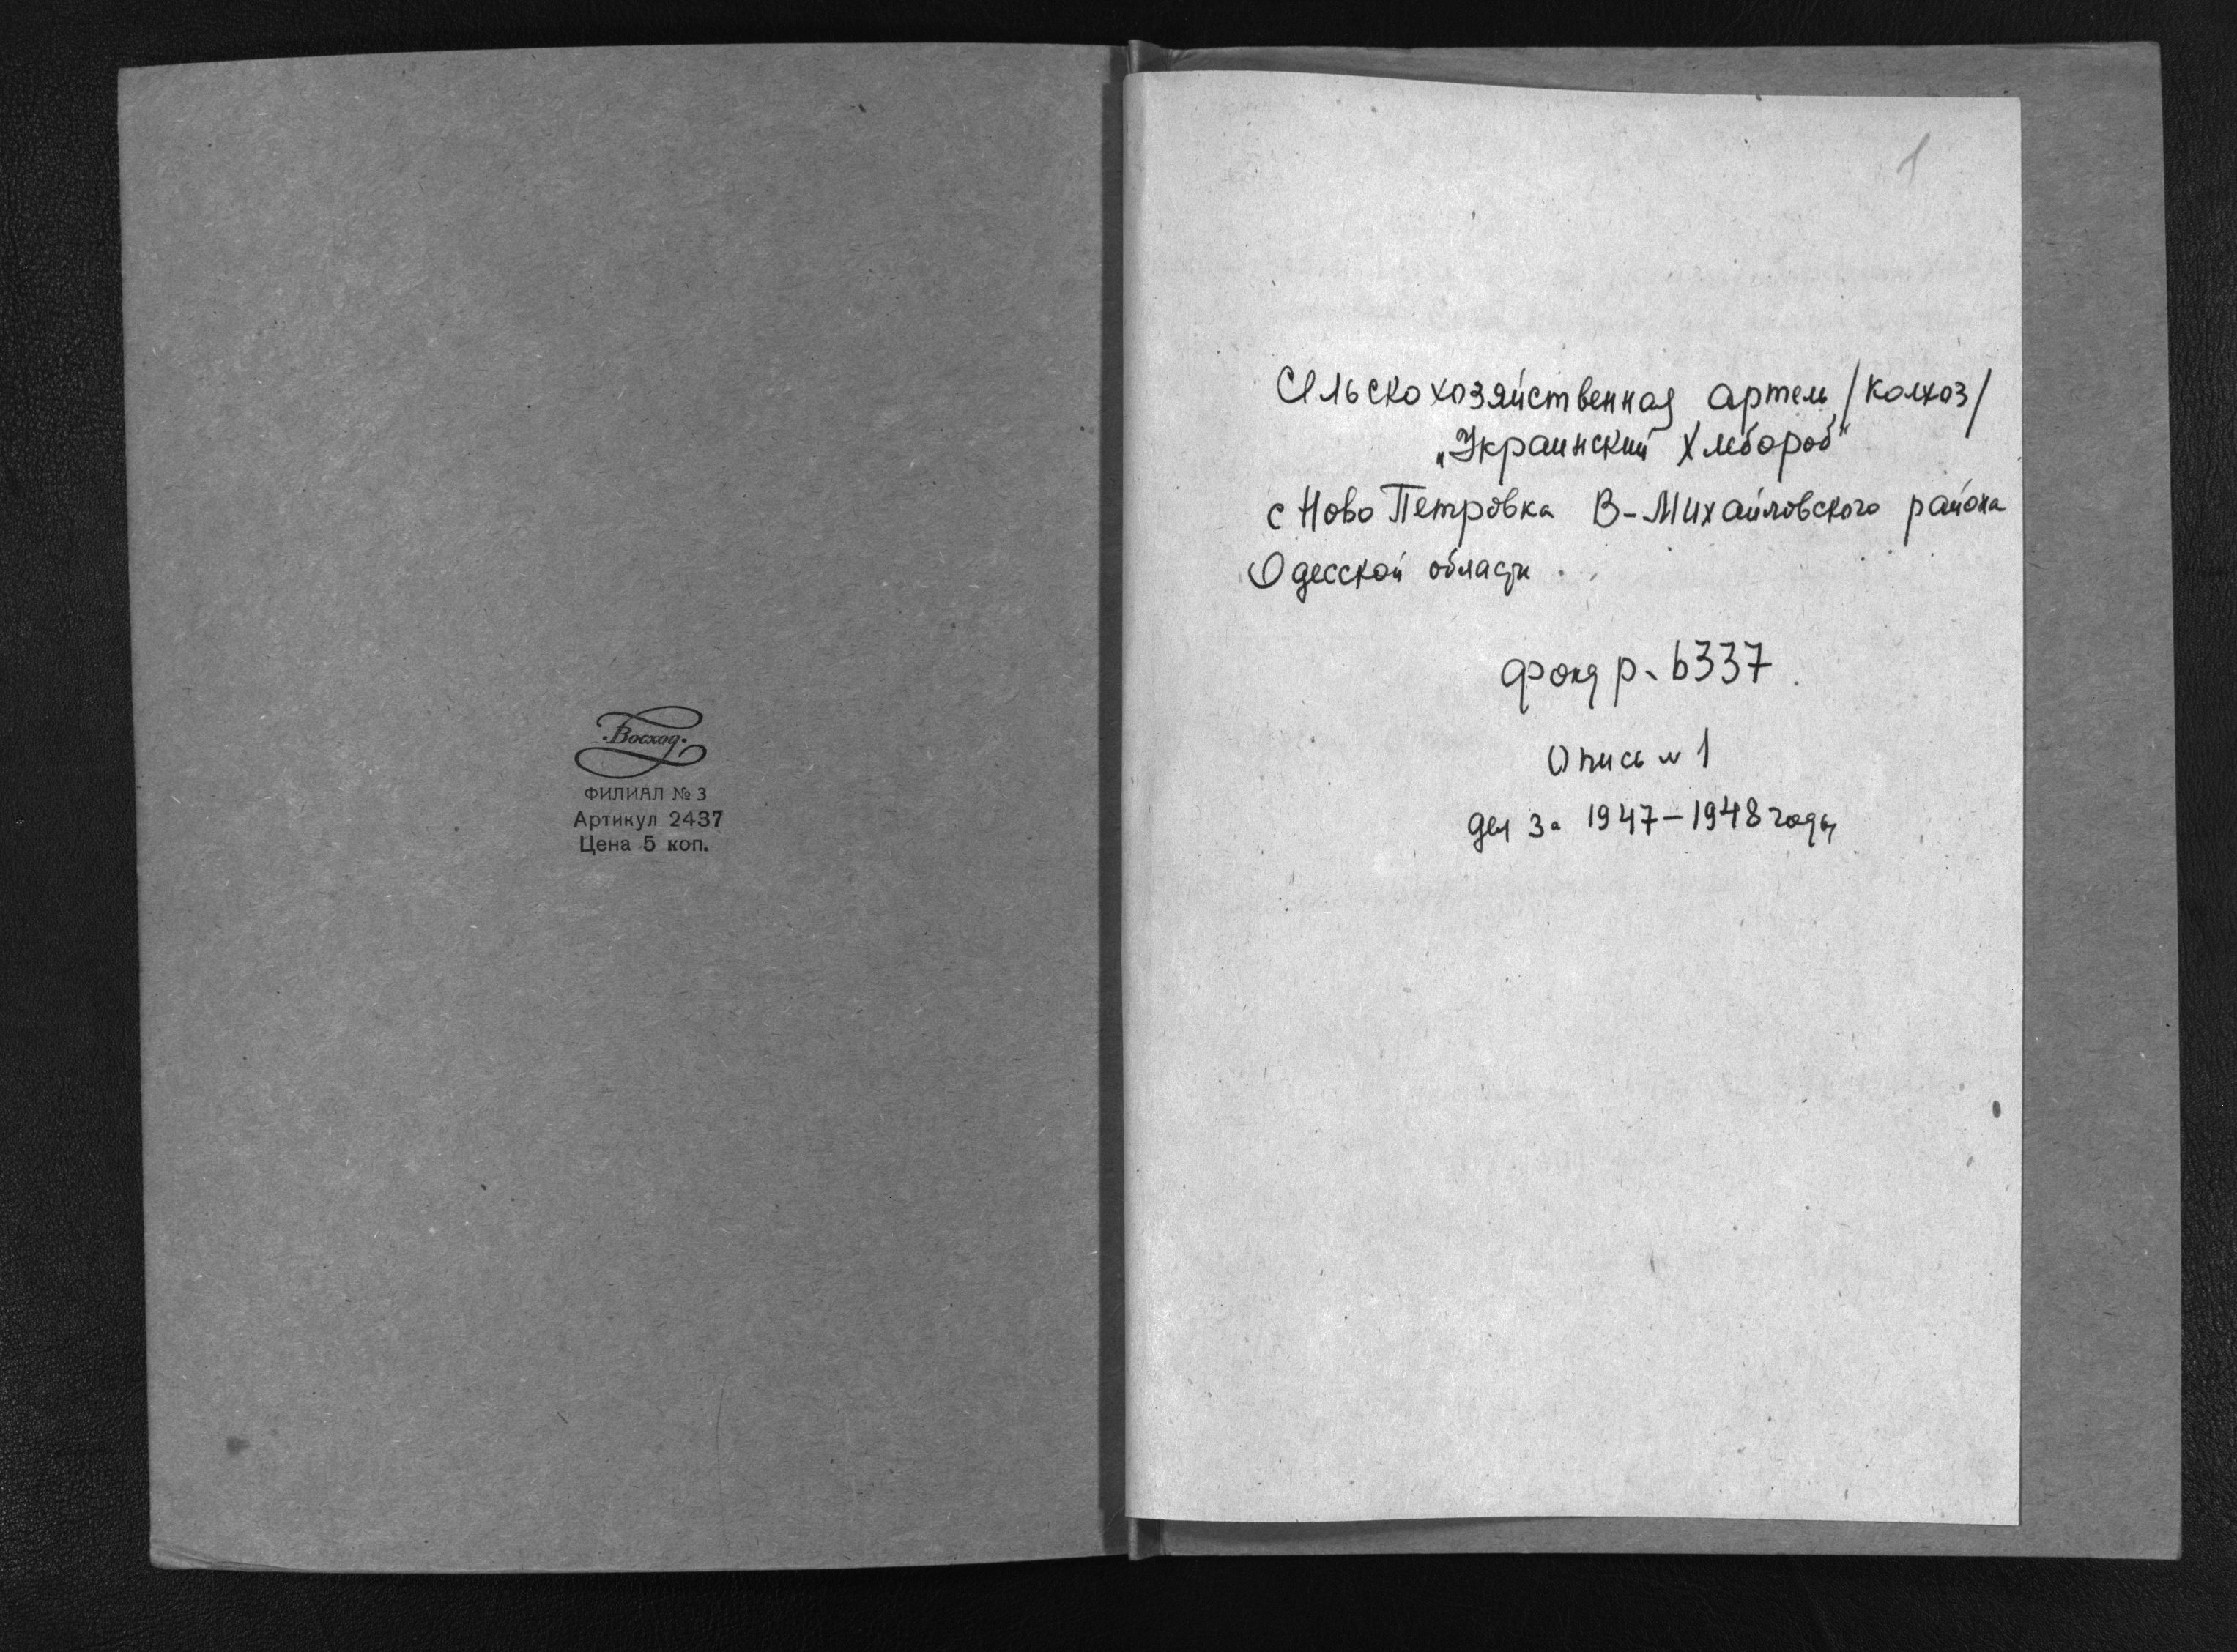 ·Восход·
ФИЛИАЛ № 3
Артикул 2437
Цена 5 коп.
1
Сельскохозяйственная артель /колхоз/
„Украинский Хлебороб"
с Ново Петровка В-Михайловского района
Одесской области.
Фонд р-6337.
Опись № 1
дел за 1947–1948 годы